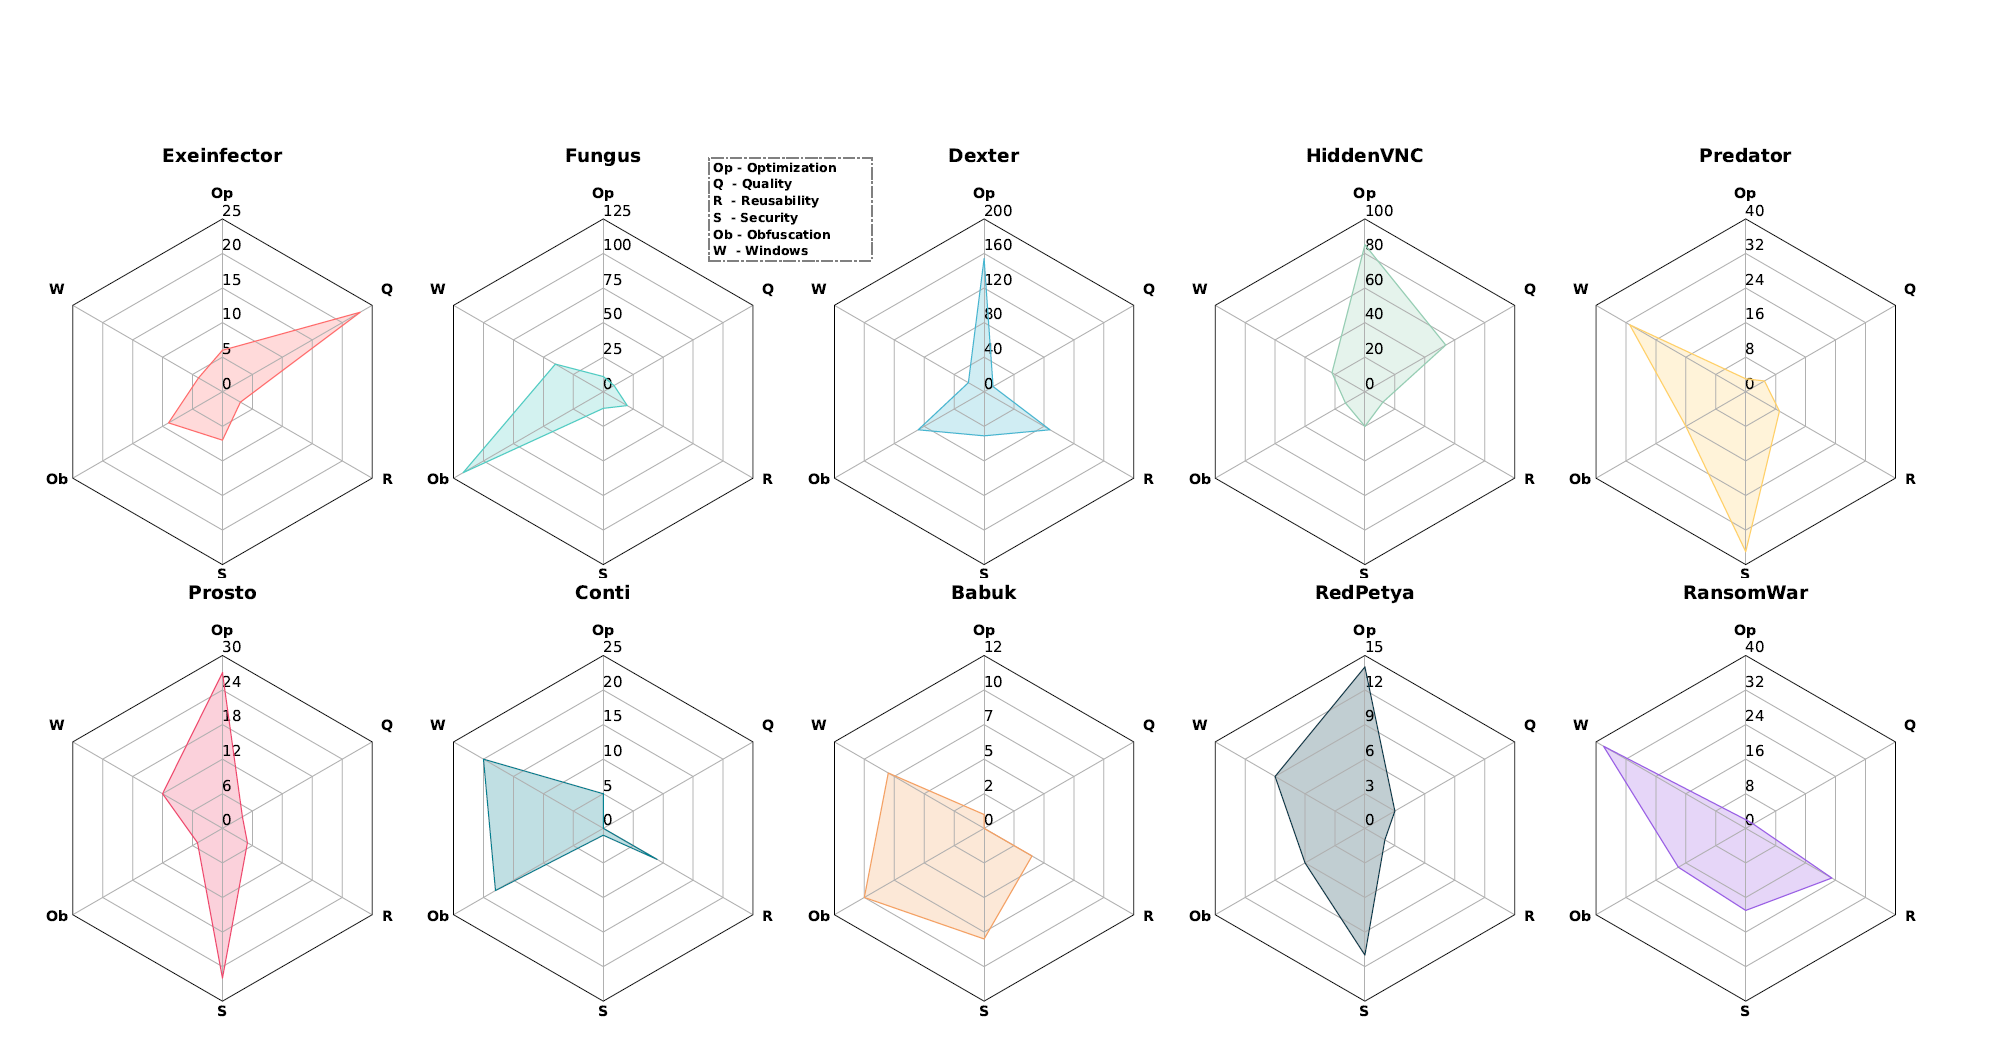 Exeinfector
Op
25
20
15
10
5
0
W
Q
Ob
R
S
Fungus
Op
125
100
75
50
25
0
W
Q
Ob
R
S
Op - Optimization
Q - Quality
R - Reusability
S - Security
Ob - Obfuscation
W - Windows
Dexter
Op
200
160
120
80
40
0
W
Q
Ob
R
S
HiddenVNC
Op
100
80
60
40
20
0
W
Q
Ob
R
S
Predator
Op
40
32
24
16
8
0
W
Q
Ob
R
S
Prosto
Op
30
24
18
12
6
0
W
Q
Ob
R
S
Conti
Op
25
20
15
10
5
0
W
Q
Ob
R
S
Babuk
Op
12
10
7
5
2
0
W
Q
Ob
R
S
RedPetya
Op
15
12
9
6
3
0
W
Q
Ob
R
S
RansomWar
Op
40
32
24
16
8
0
W
Q
Ob
R
S